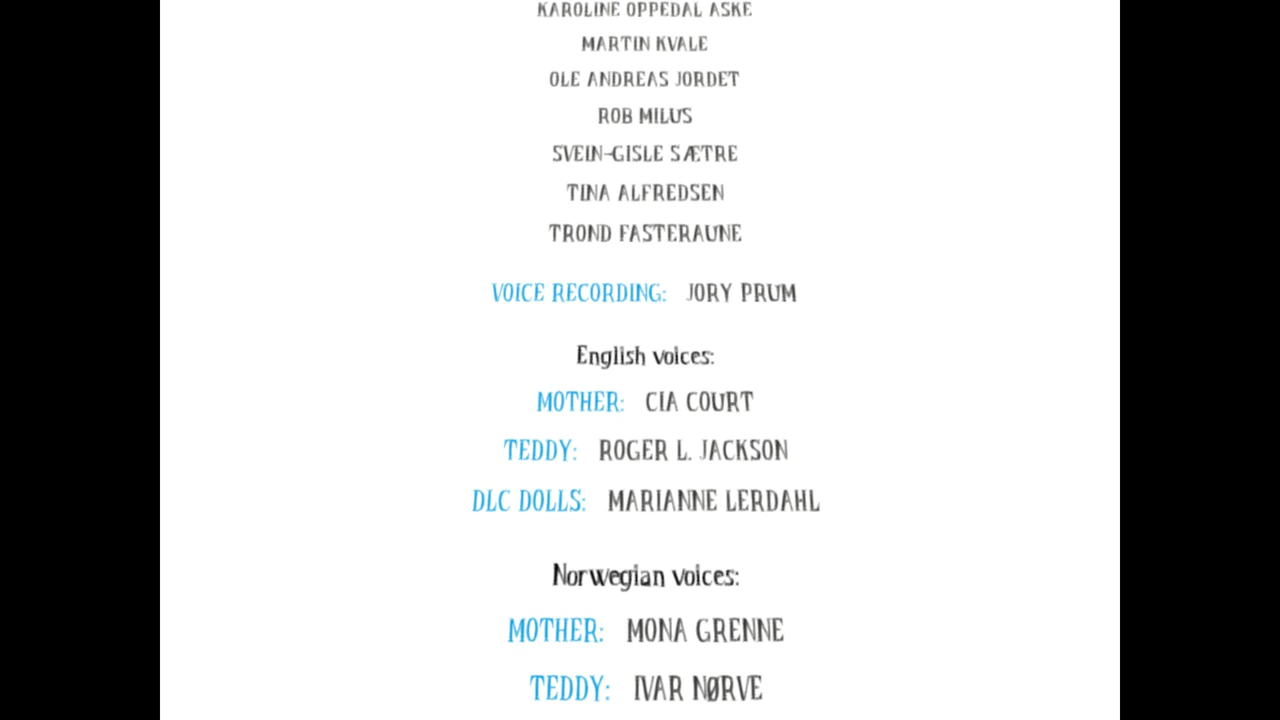 KAROLINE OPPEDAL ASKE
MARTIN KVALE
OLE ANDREAS JORDET
ROB MILUS
SVEIN-GISLE SÆTRE
TINA ALFREDSEN
TROND FASTERAUNE
VOICE RECORDING: JORY PRUM
English voices:
MOTHER: CIA COURT
TEDDY: ROGER L. JACKSON
DLC DOLLS: MARIANNE LERDAHL
Norwegian voices:
MOTHER: MONA GRENNE
TEDDY: IVAR NØRVE